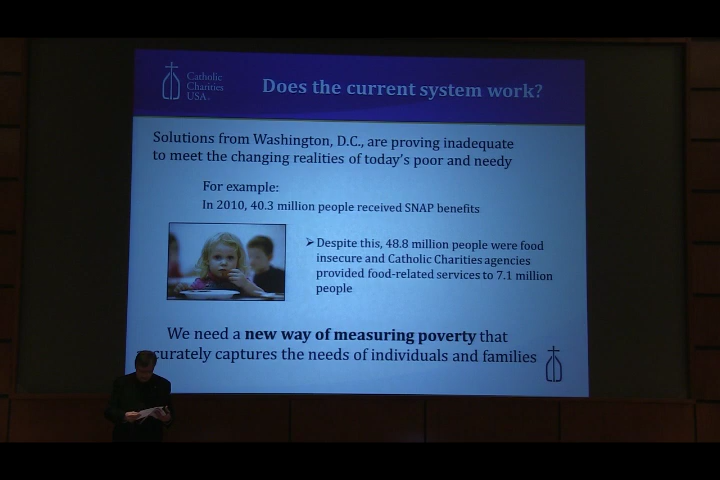 Catholic
Charities
USA®
Does the current system work?
Solutions from Washington, D.C., are proving inadequate
to meet the changing realities of today's poor and needy
For example:
In 2010, 40.3 million people received SNAP benefits
➢ Despite this, 48.8 million people were food
insecure and Catholic Charities agencies
provided food-related services to 7.1 million
people
We need a new way of measuring poverty that
curately captures the needs of individuals and families